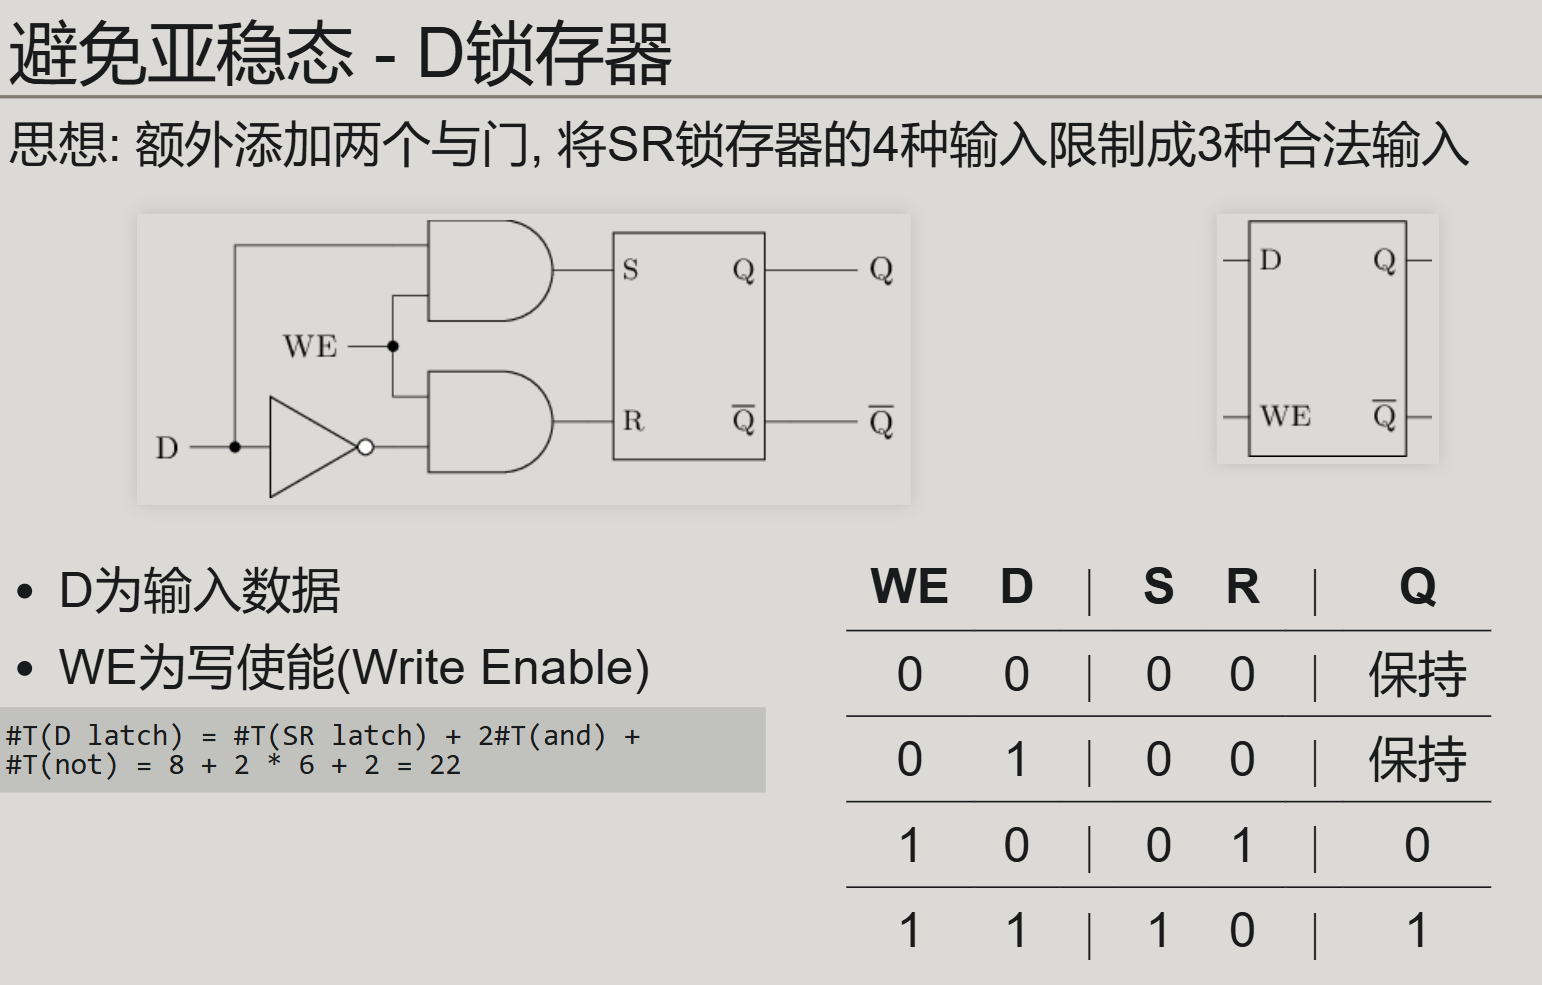 避免亚稳态 - D锁存器
思想: 额外添加两个与门, 将SR锁存器的4种输入限制成3种合法输入
S Q Q
WE
R Q̅ Q̅
D
D Q
WE Q̅
• D为输入数据
• WE为写使能(Write Enable)
#T(D latch) = #T(SR latch) + 2#T(and) +
#T(not) = 8 + 2 * 6 + 2 = 22
WE D | S R | Q
0 0 | 0 0 | 保持
0 1 | 0 0 | 保持
1 0 | 0 1 | 0
1 1 | 1 0 | 1